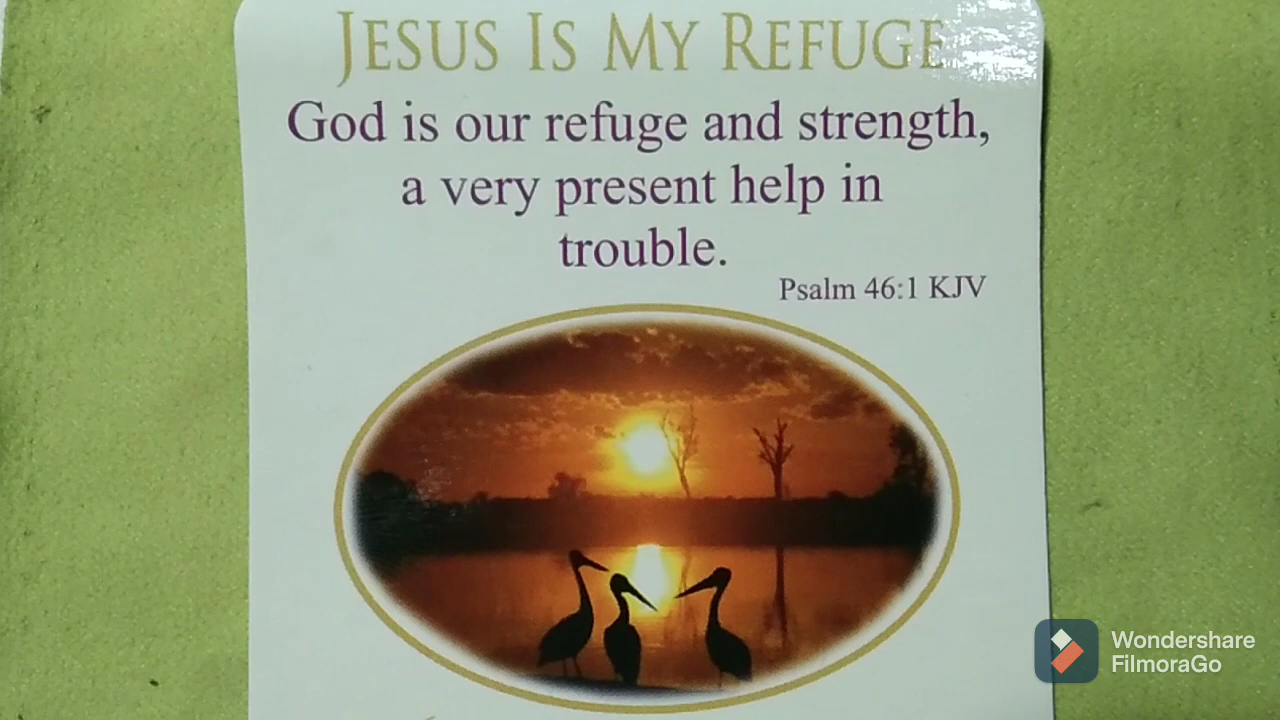 JESUS IS MY REFUGE
God is our refuge and strength,
a very present help in
trouble.
Psalm 46:1 KJV
Wondershare
FilmoraGo